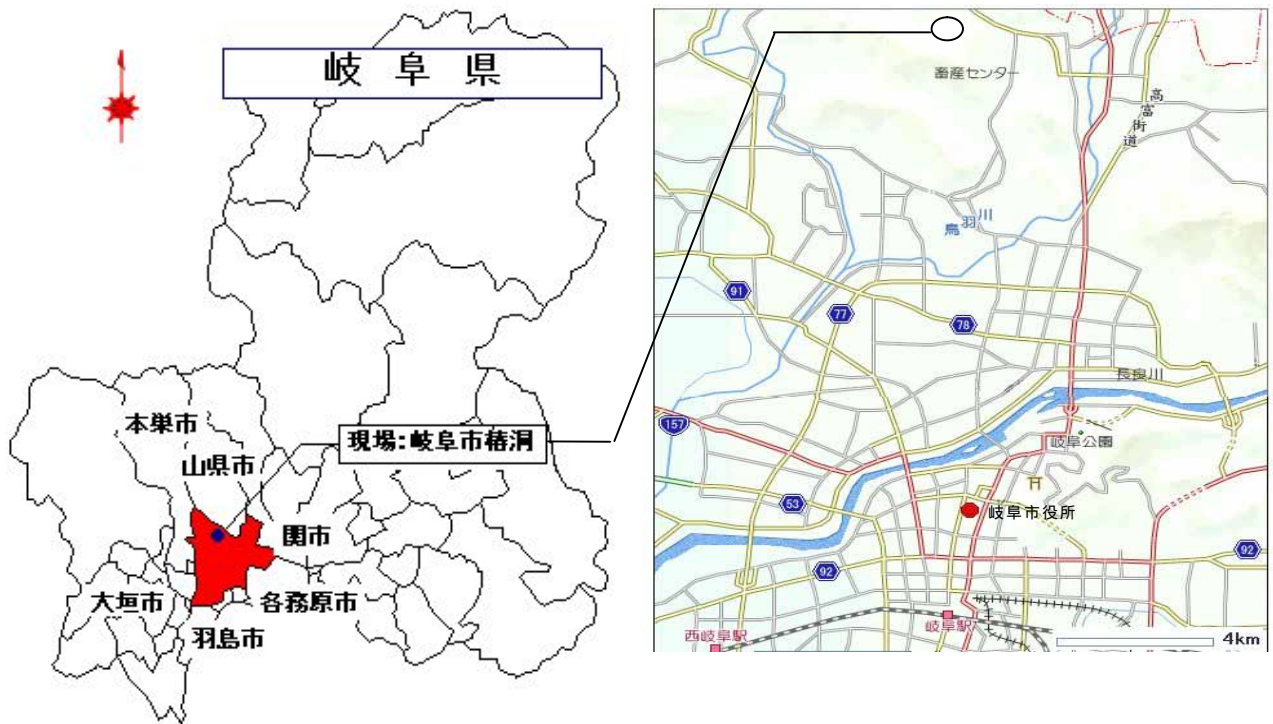 岐阜県
本巣市
山県市
現場:岐阜市椿洞
関市
大垣市
各務原市
羽島市
畜産センター
高富街道
鳥羽川
91
77
78
長良川
157
岐阜公園
53
岐阜市役所
92
92
岐阜駅
西岐阜駅
4km